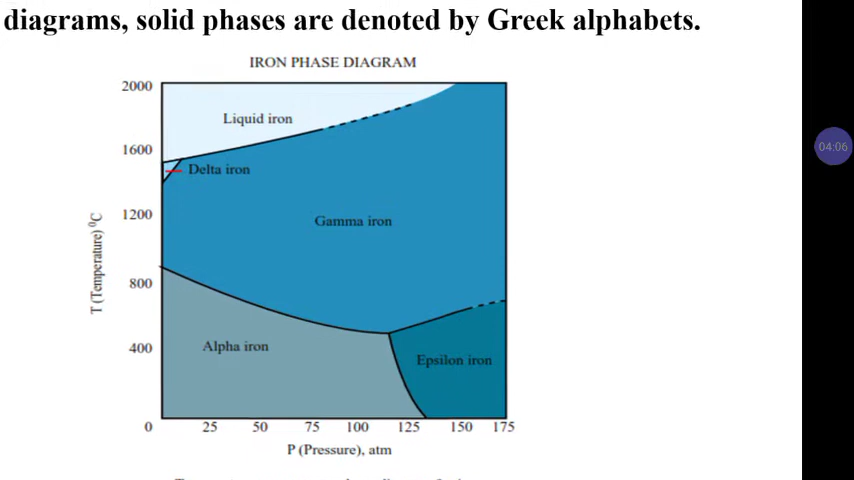 diagrams, solid phases are denoted by Greek alphabets.
IRON PHASE DIAGRAM
2000
Liquid iron
1600
04:06
Delta iron
1200
Gamma iron
T (Temperature) ⁰C
800
400
Alpha iron
Epsilon iron
0 25 50 75 100 125 150 175
P (Pressure), atm